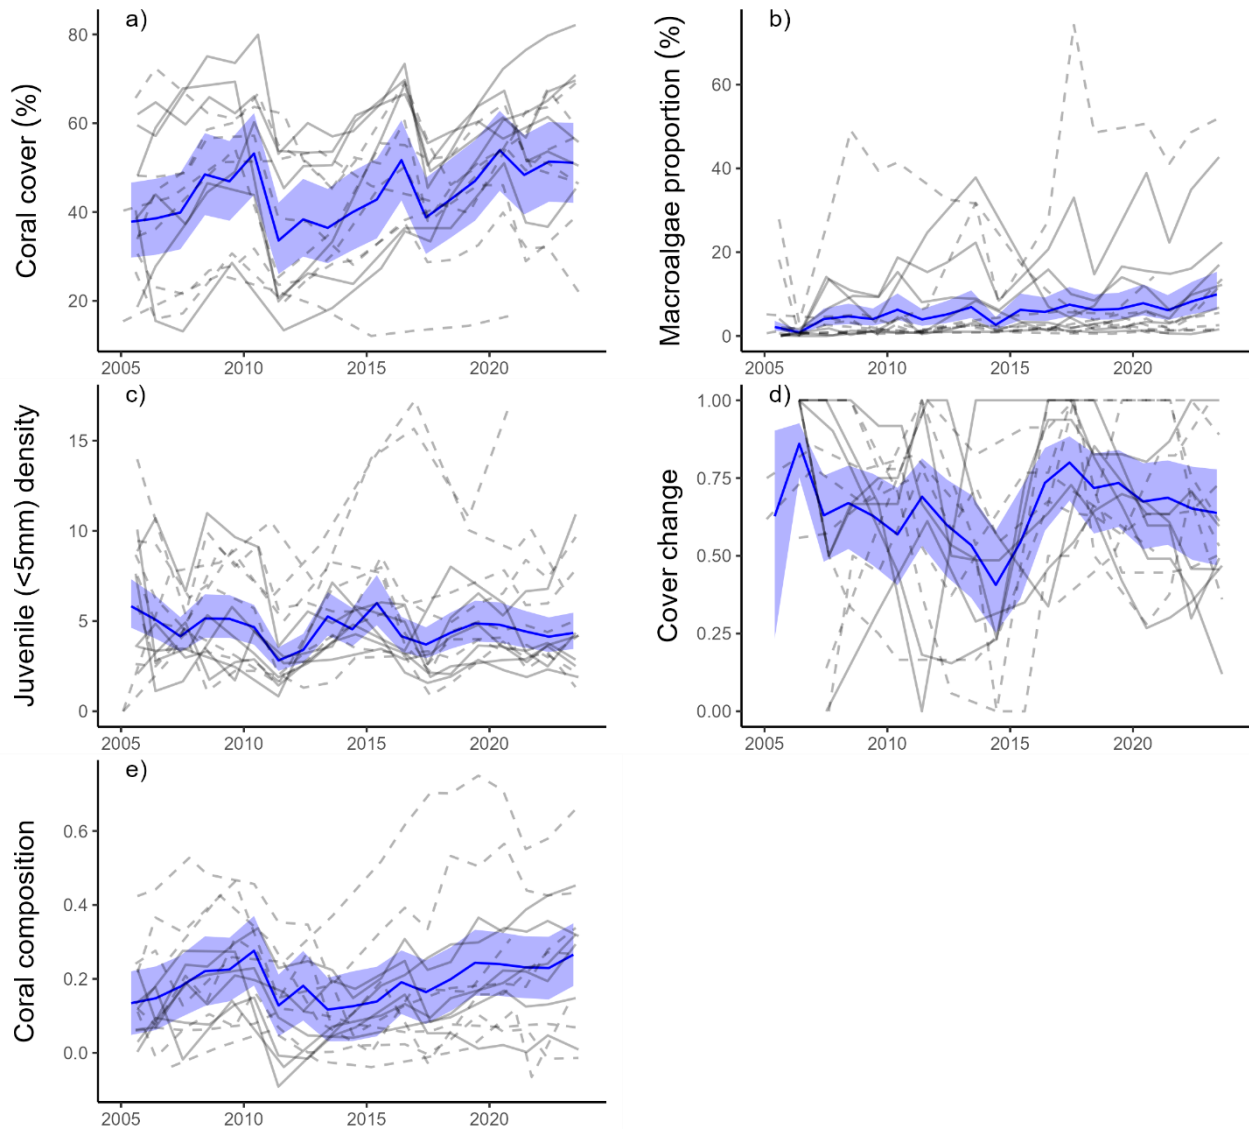 a)
Coral cover (%)
80
60
40
20
2005 2010 2015 2020
b)
Macroalgae proportion (%)
60
40
20
0
2005 2010 2015 2020
c)
Juvenile (<5mm) density
15
10
5
0
2005 2010 2015 2020
d)
Cover change
1.00
0.75
0.50
0.25
0.00
2005 2010 2015 2020
e)
Coral composition
0.6
0.4
0.2
0.0
2005 2010 2015 2020